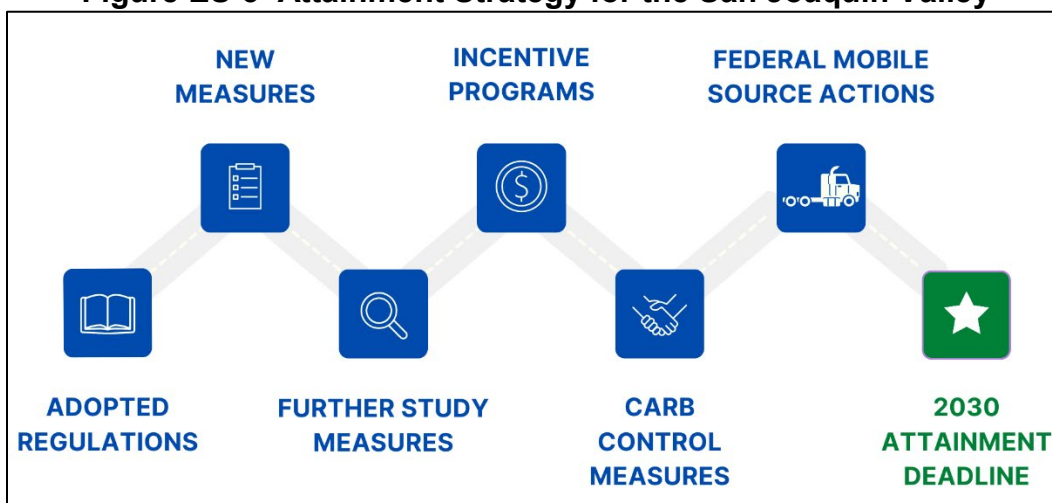 Attainment Strategy for the San Joaquin Valley
NEW
MEASURES
INCENTIVE
PROGRAMS
FEDERAL MOBILE
SOURCE ACTIONS
$
ADOPTED
REGULATIONS
FURTHER STUDY
MEASURES
CARB
CONTROL
MEASURES
2030
ATTAINMENT
DEADLINE